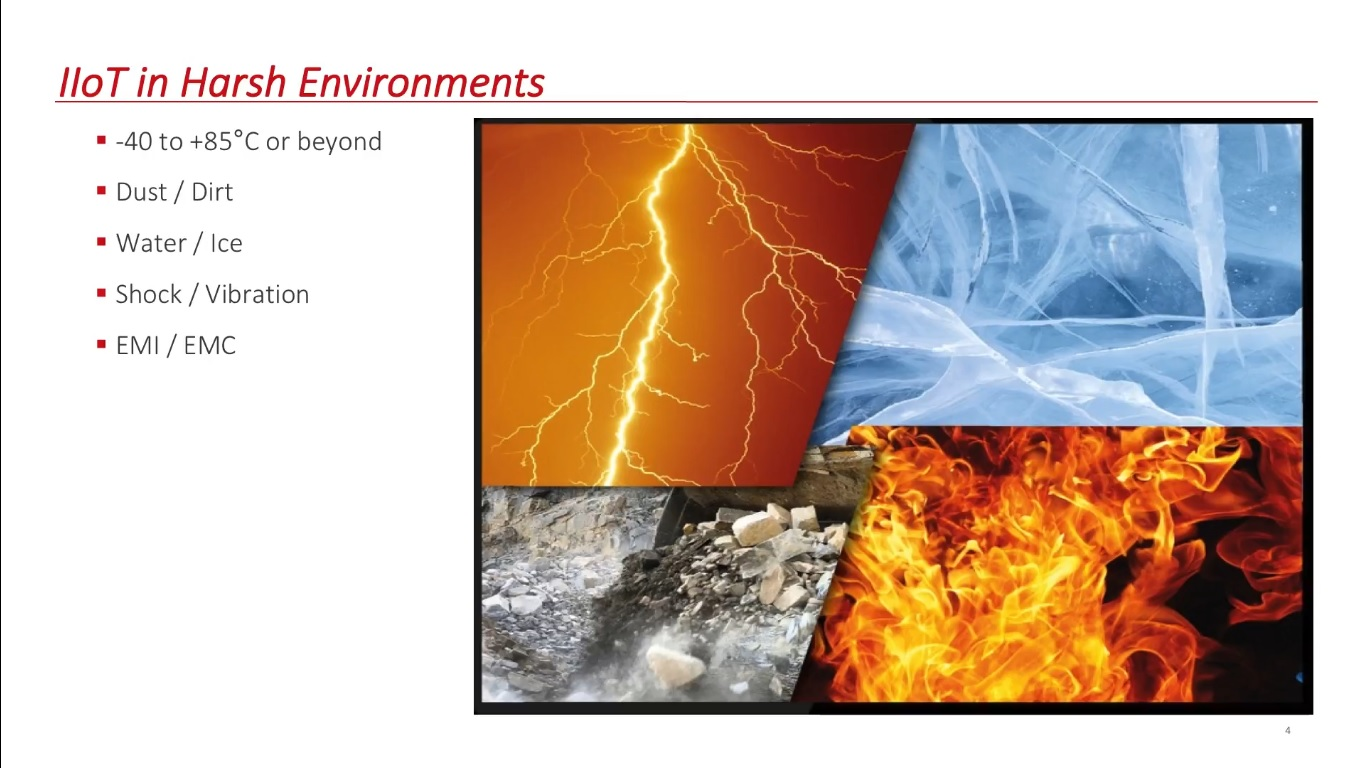 IIoT in Harsh Environments
▪ -40 to +85°C or beyond
▪ Dust / Dirt
▪ Water / Ice
▪ Shock / Vibration
▪ EMI / EMC
4